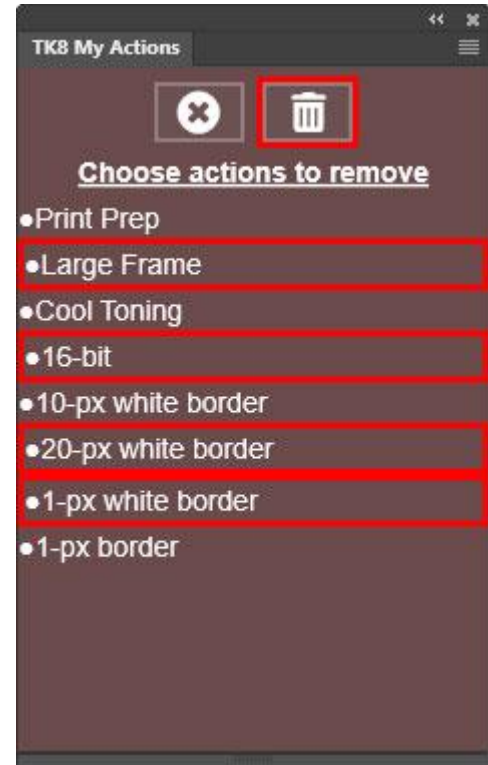 TK8 My Actions
Choose actions to remove
●Print Prep
●Large Frame
●Cool Toning
●16-bit
●10-px white border
●20-px white border
●1-px white border
●1-px border